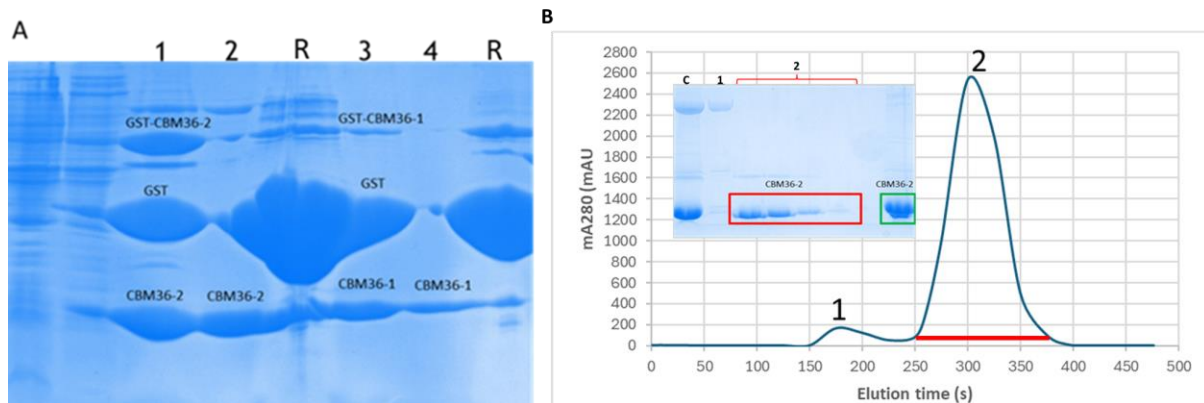 A
1 2 R 3 4 R
GST-CBM36-2
GST-CBM36-1
GST
GST
CBM36-2
CBM36-2
CBM36-1
CBM36-1
B
2800
2600
2400
2200
2000
1800
1600
1400
1200
1000
800
600
400
200
0
mA280 (mAU
C 1 2
CBM36-2
CBM36-2
1
2
0 50 100 150 200 250 300 350 400 450 500
Elution time (s)